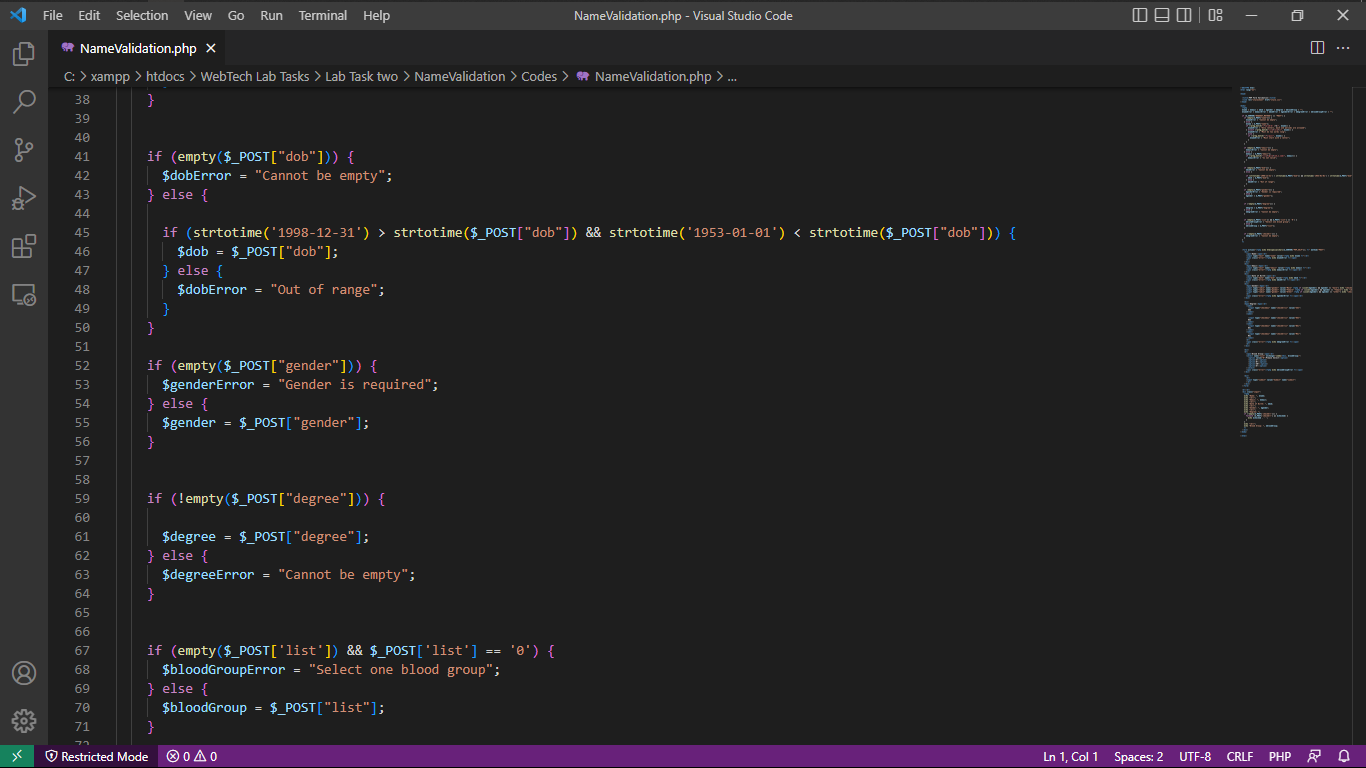 File Edit Selection View Go Run Terminal Help NameValidation.php - Visual Studio Code
NameValidation.php
C: > xampp > htdocs > WebTech Lab Tasks > Lab Task two > NameValidation > Codes > NameValidation.php > ...
38 }
39
40
41 if (empty($_POST["dob"])) {
42 $dobError = "Cannot be empty";
43 } else {
44
45 if (strtotime('1998-12-31') > strtotime($_POST["dob"]) && strtotime('1953-01-01') < strtotime($_POST["dob"])) {
46 $dob = $_POST["dob"];
47 } else {
48 $dobError = "Out of range";
49 }
50 }
51
52 if (empty($_POST["gender"])) {
53 $genderError = "Gender is required";
54 } else {
55 $gender = $_POST["gender"];
56 }
57
58
59 if (!empty($_POST["degree"])) {
60
61 $degree = $_POST["degree"];
62 } else {
63 $degreeError = "Cannot be empty";
64 }
65
66
67 if (empty($_POST['list']) && $_POST['list'] == '0') {
68 $bloodGroupError = "Select one blood group";
69 } else {
70 $bloodGroup = $_POST["list"];
71 }
Restricted Mode 0 0 Ln 1, Col 1 Spaces: 2 UTF-8 CRLF PHP